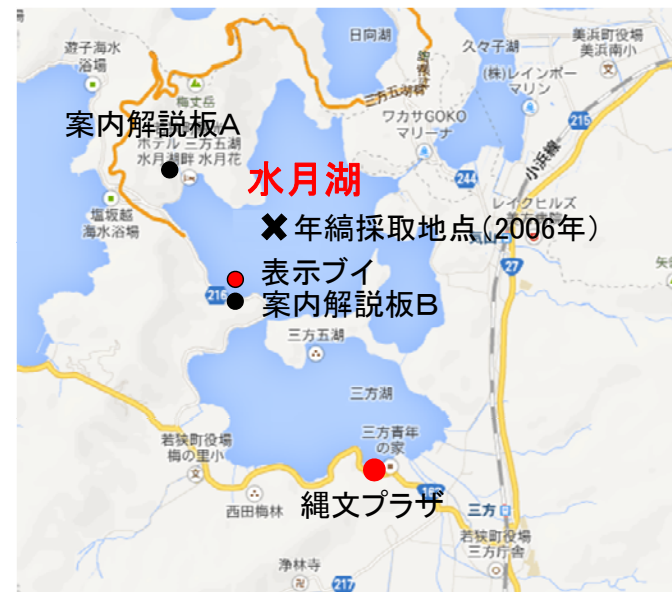 遊子海水
浴場
日向湖
久々子湖
美浜町役場
美浜南小
(株)レインボー
マリン
梅丈岳
三方五湖
ワカサGOKO
マリーナ
215
案内解説板A
ホテル 三方五湖
水月湖畔 水月花
小浜線
244
水月湖
塩坂越
海水浴場
レイクヒルズ
年縞採取地点(2006年)
気山
27
表示ブイ
216
案内解説板B
三方五湖
三方湖
若狭町役場
梅の里小
三方青年
の家
162
西田梅林
縄文プラザ
三方
若狭町役場
三方庁舎
浄林寺
217